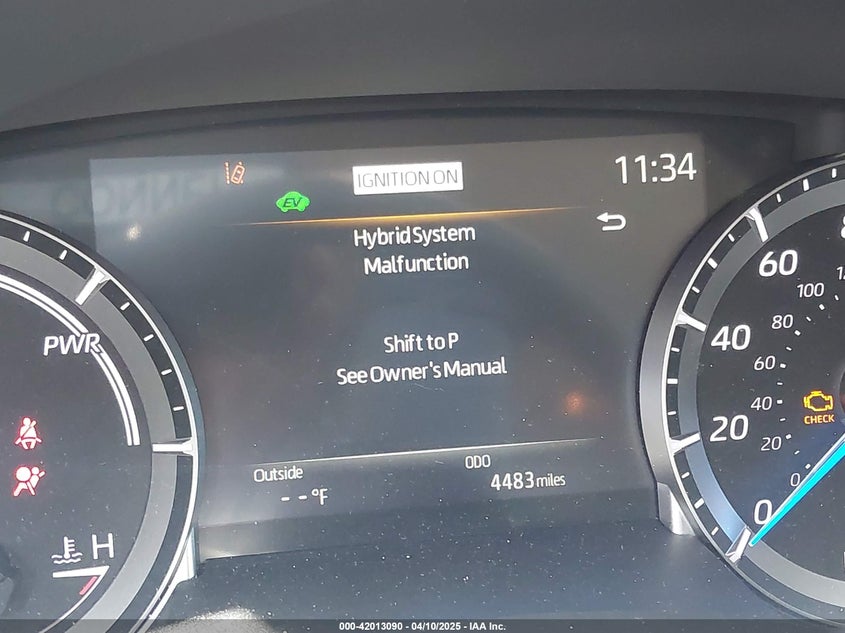 IGNITION ON
11:34
EV
Hybrid System
Malfunction
Shift to P
See Owner's Manual
Outside
- - °F
ODO
4483 miles
PWR
H
60
40
20
0
100
80
60
40
20
0
CHECK
000-42013090 - 04/10/2025 - IAA Inc.